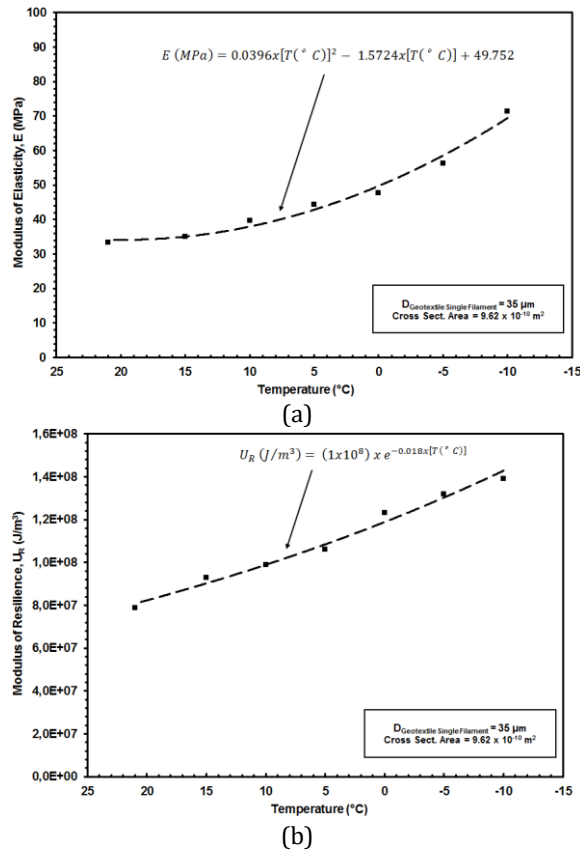 100
90
80
70
60
50
40
30
20
10
0
Modulus of Elasticity, E (MPa)
E (MPa) = 0.0396x[T(° C)]² − 1.5724x[T(° C)] + 49.752
D Geotextile Single Filament = 35 µm
Cross Sect. Area = 9.62 x 10⁻¹⁰ m²
25 20 15 10 5 0 -5 -10 -15
Temperature (°C)
(a)
1,6E+08
1,4E+08
1,2E+08
1,0E+08
8,0E+07
6,0E+07
4,0E+07
2,0E+07
0,0E+00
Modulus of Resilience, U_R (J/m³)
U_R (J/m³) = (1x10⁸) x e^−0.018x[T(° C)]
D Geotextile Single Filament = 35 µm
Cross Sect. Area = 9.62 x 10⁻¹⁰ m²
25 20 15 10 5 0 -5 -10 -15
Temperature (°C)
(b)